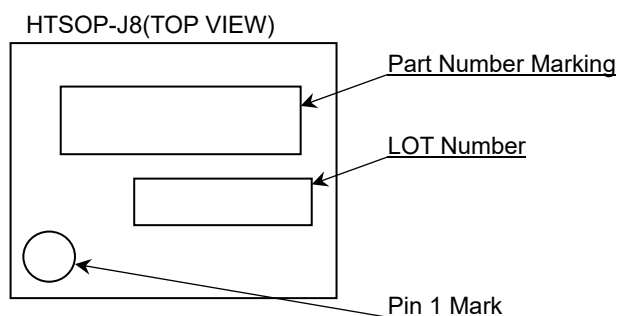 HTSOP-J8(TOP VIEW)
Part Number Marking
LOT Number
Pin 1 Mark